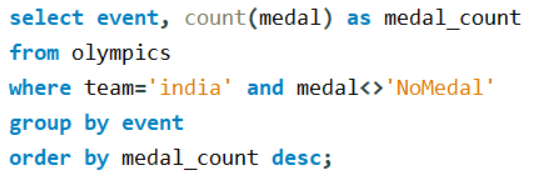 select event, count(medal) as medal_count
from olympics
where team='india' and medal<>'NoMedal'
group by event
order by medal_count desc;